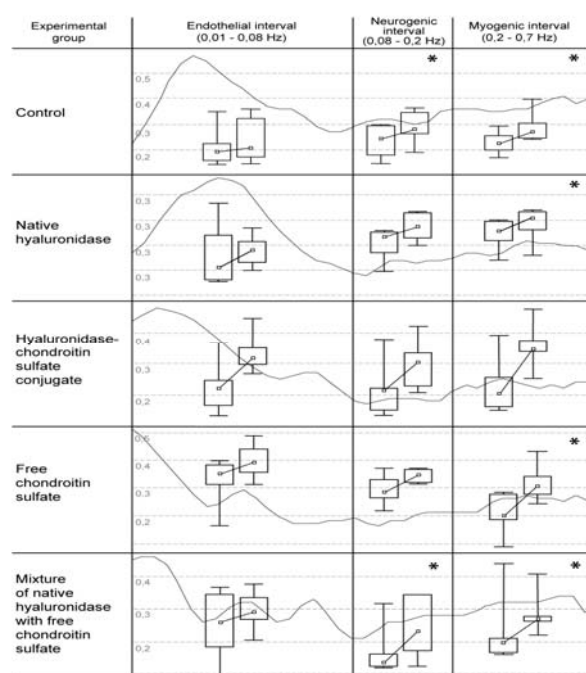 Experimental
group
Endothelial interval
(0,01 - 0,08 Hz)
Neurogenic
interval
(0,08 - 0,2 Hz)
Myogenic interval
(0,2 - 0,7 Hz)
Control
0,5
0,4
0,3
0,2
*
*
Native
hyaluronidase
0,3
0,3
0,3
0,3
*
Hyaluronidase-
chondroitin
sulfate
conjugate
0,4
0,3
0,2
Free
chondroitin
sulfate
0,5
0,4
0,3
0,2
*
Mixture
of native
hyaluronidase
with free
chondroitin
sulfate
0,4
0,3
0,2
*
*